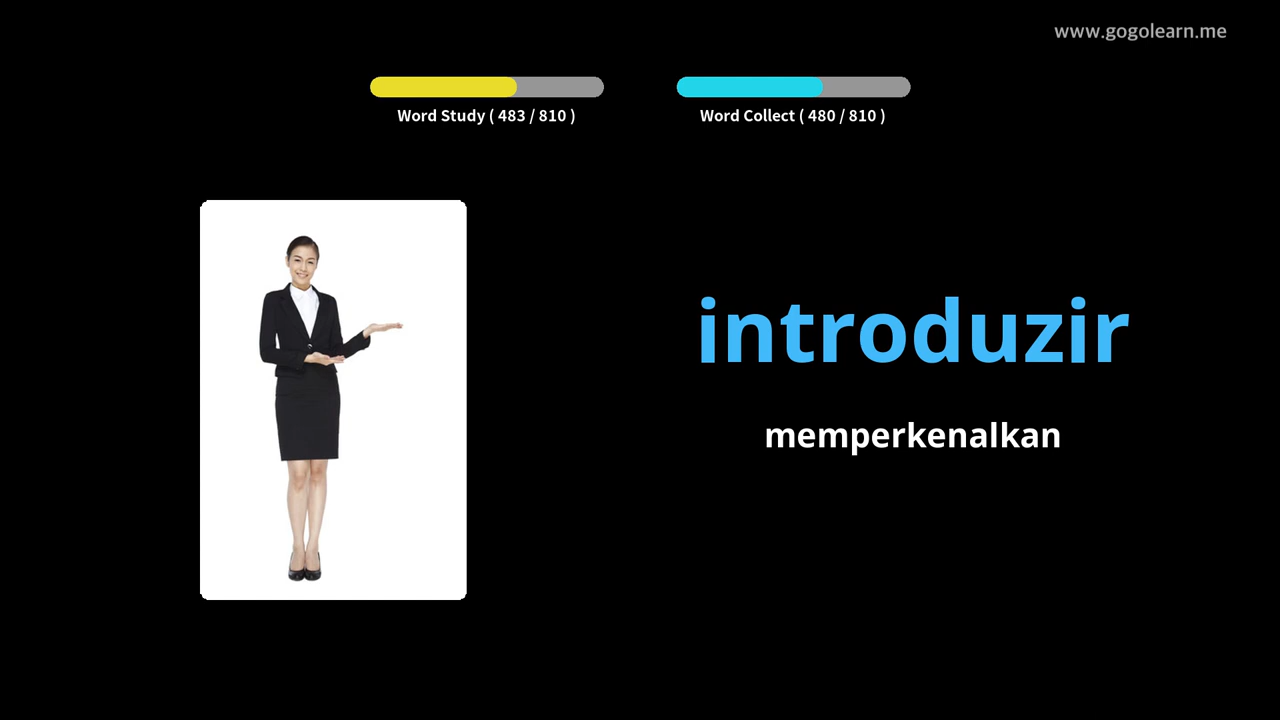 www.gogolearn.me
Word Study ( 483 / 810 )
Word Collect ( 480 / 810 )
introduzir
memperkenalkan